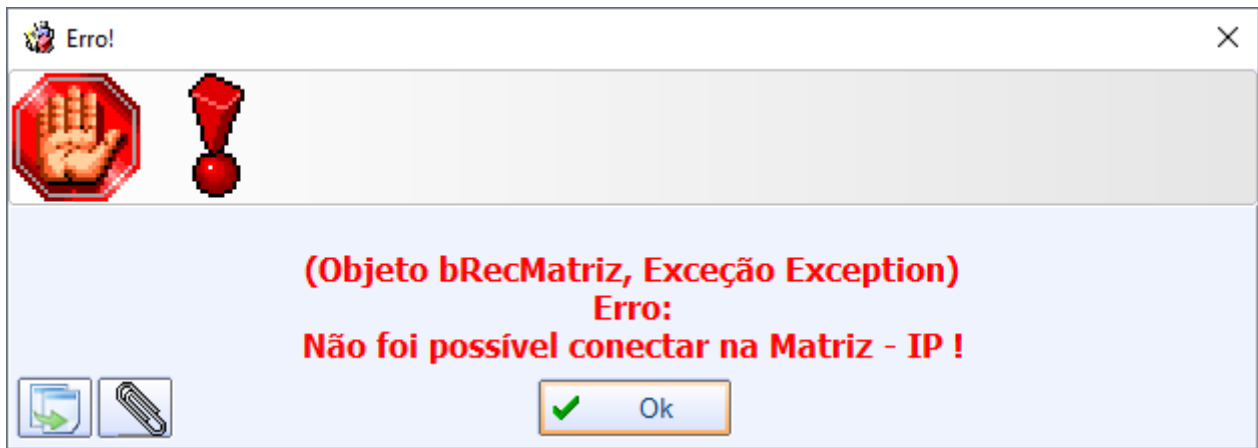 Erro!
(Objeto bRecMatriz, Exceção Exception)
Erro:
Não foi possível conectar na Matriz - IP !
Ok